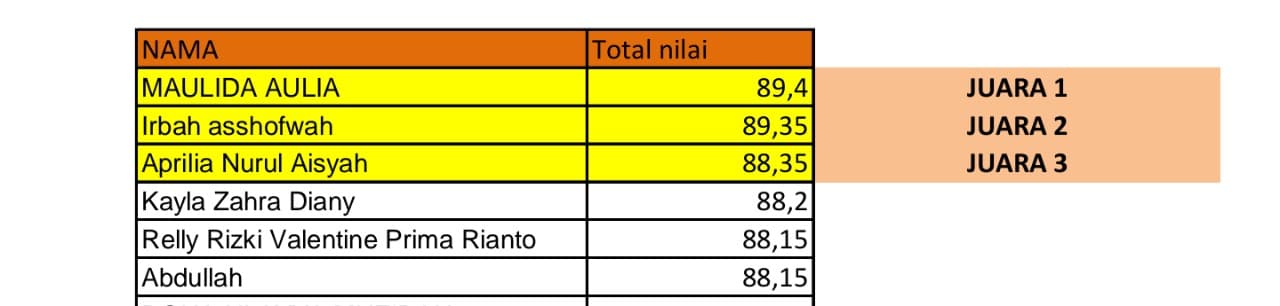 NAMA Total nilai
MAULIDA AULIA 89,4 JUARA 1
Irbah asshofwah 89,35 JUARA 2
Aprilia Nurul Aisyah 88,35 JUARA 3
Kayla Zahra Diany 88,2
Relly Rizki Valentine Prima Rianto 88,15
Abdullah 88,15